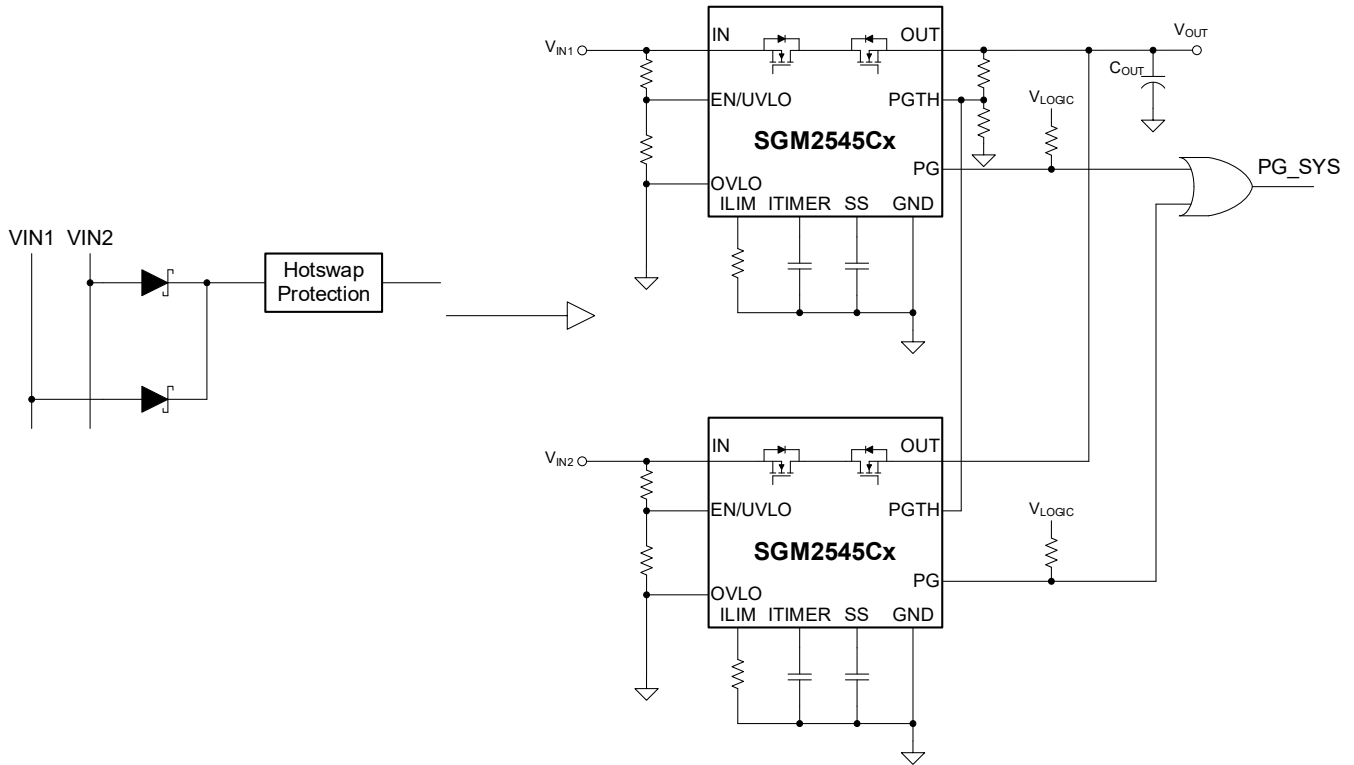 VIN1 VIN2
Hotswap
Protection
VIN1
IN
OUT
VOUT
COUT
EN/UVLO
PGTH
VLOGIC
SGM2545Cx
PG
PG_SYS
OVLO
ILIM ITIMER SS GND
VIN2
IN
OUT
EN/UVLO
PGTH
VLOGIC
SGM2545Cx
PG
OVLO
ILIM ITIMER SS GND